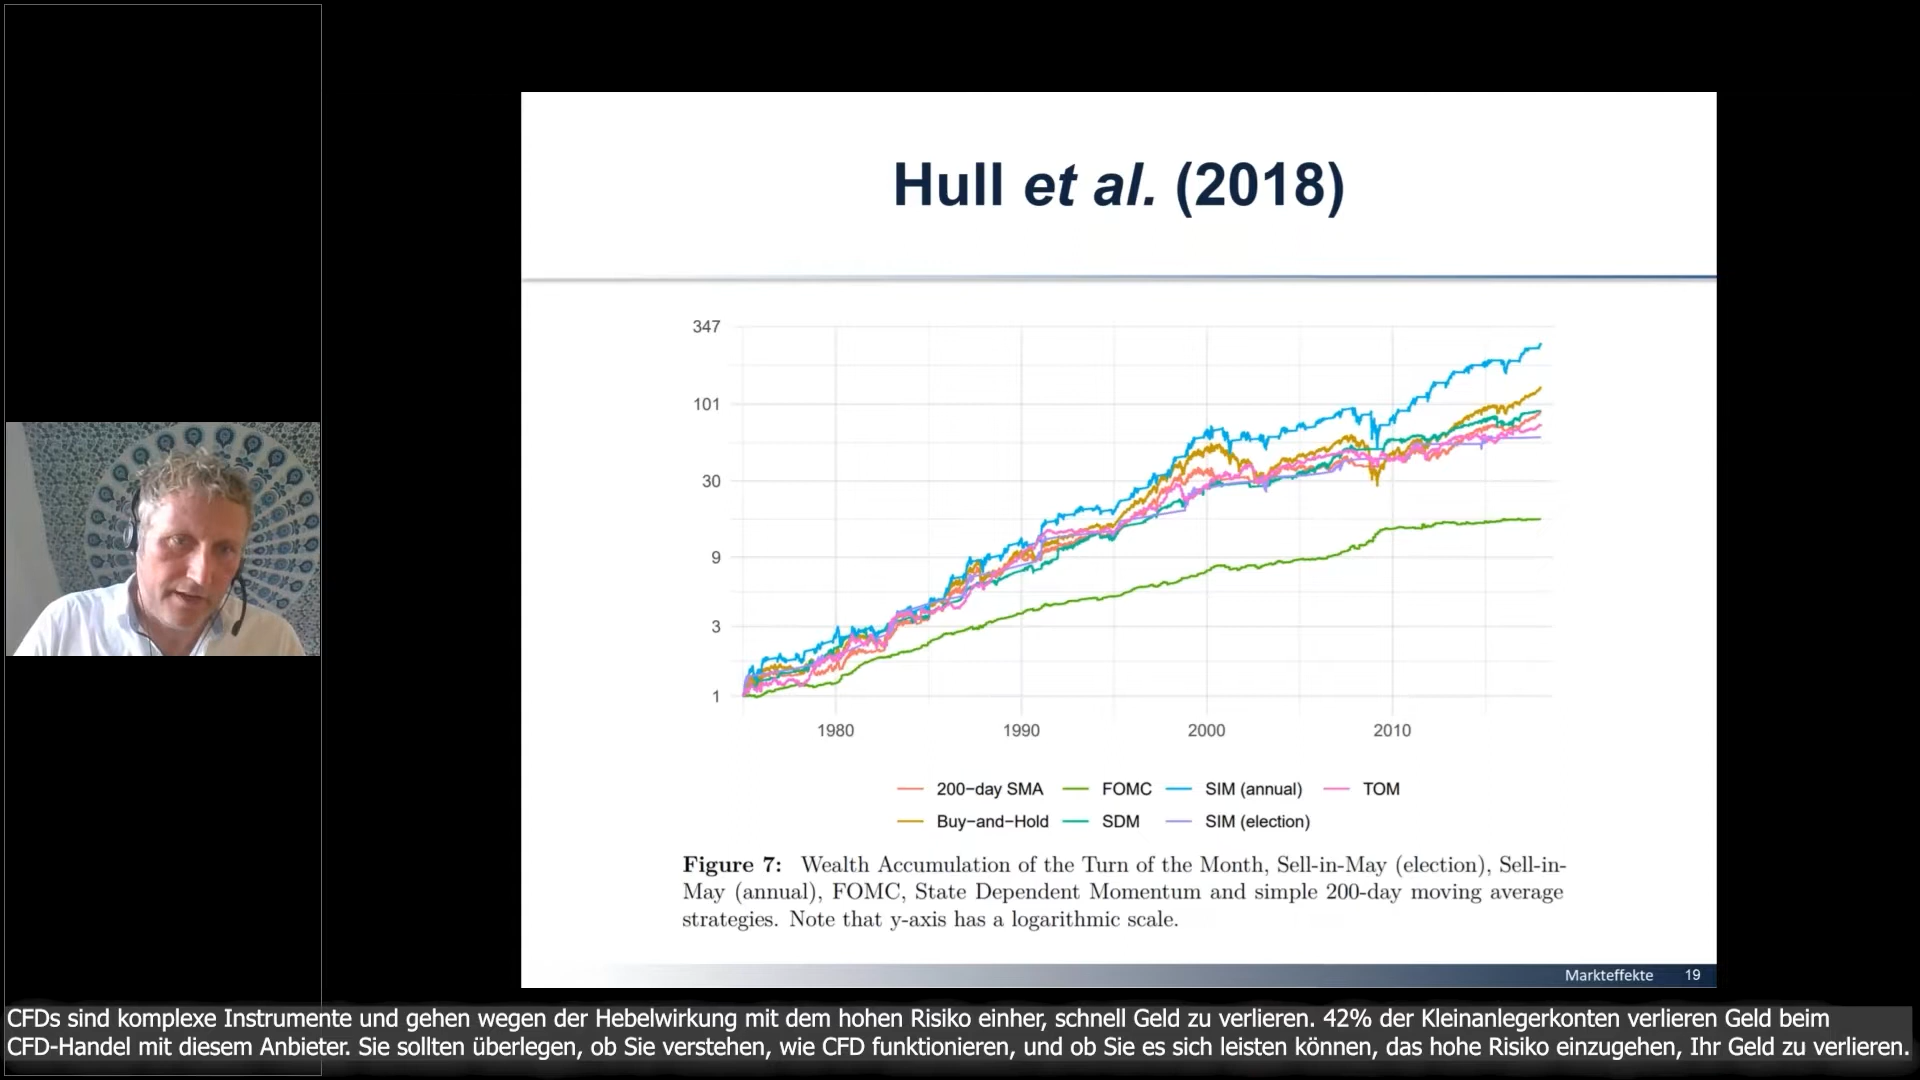 Hull et al. (2018)
347
101
30
9
3
1
1980 1990 2000 2010
200−day SMA FOMC SIM (annual) TOM
Buy−and−Hold SDM SIM (election)
Figure 7: Wealth Accumulation of the Turn of the Month, Sell-in-May (election), Sell-in-
May (annual), FOMC, State Dependent Momentum and simple 200-day moving average
strategies. Note that y-axis has a logarithmic scale.
Markteffekte 19
CFDs sind komplexe Instrumente und gehen wegen der Hebelwirkung mit dem hohen Risiko einher, schnell Geld zu verlieren. 42% der Kleinanlegerkonten verlieren Geld beim
CFD-Handel mit diesem Anbieter. Sie sollten überlegen, ob Sie verstehen, wie CFD funktionieren, und ob Sie es sich leisten können, das hohe Risiko einzugehen, Ihr Geld zu verlieren.